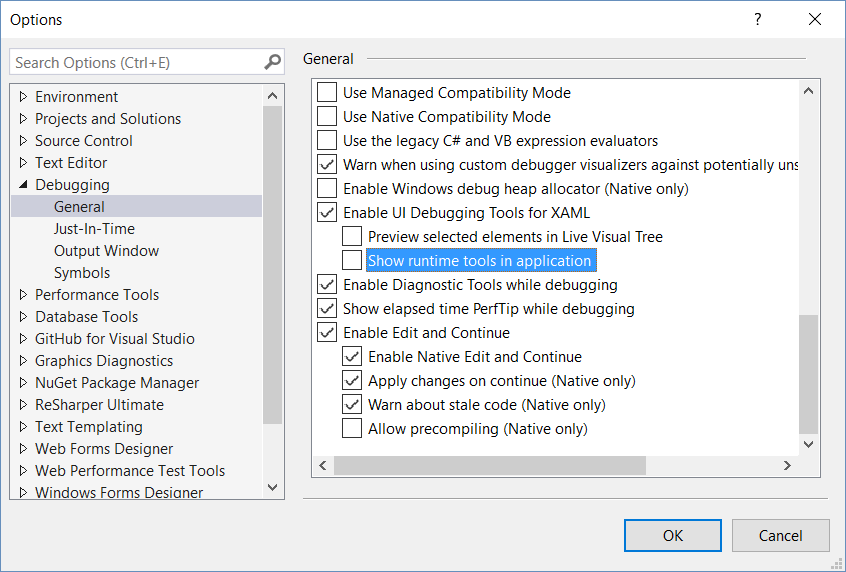 Options
?
Search Options (Ctrl+E)
Environment
Projects and Solutions
Source Control
Text Editor
Debugging
General
Just-In-Time
Output Window
Symbols
Performance Tools
Database Tools
GitHub for Visual Studio
Graphics Diagnostics
NuGet Package Manager
ReSharper Ultimate
Text Templating
Web Forms Designer
Web Performance Test Tools
Windows Forms Designer
General
Use Managed Compatibility Mode
Use Native Compatibility Mode
Use the legacy C# and VB expression evaluators
Warn when using custom debugger visualizers against potentially uns
Enable Windows debug heap allocator (Native only)
Enable UI Debugging Tools for XAML
Preview selected elements in Live Visual Tree
Show runtime tools in application
Enable Diagnostic Tools while debugging
Show elapsed time PerfTip while debugging
Enable Edit and Continue
Enable Native Edit and Continue
Apply changes on continue (Native only)
Warn about stale code (Native only)
Allow precompiling (Native only)
OK
Cancel